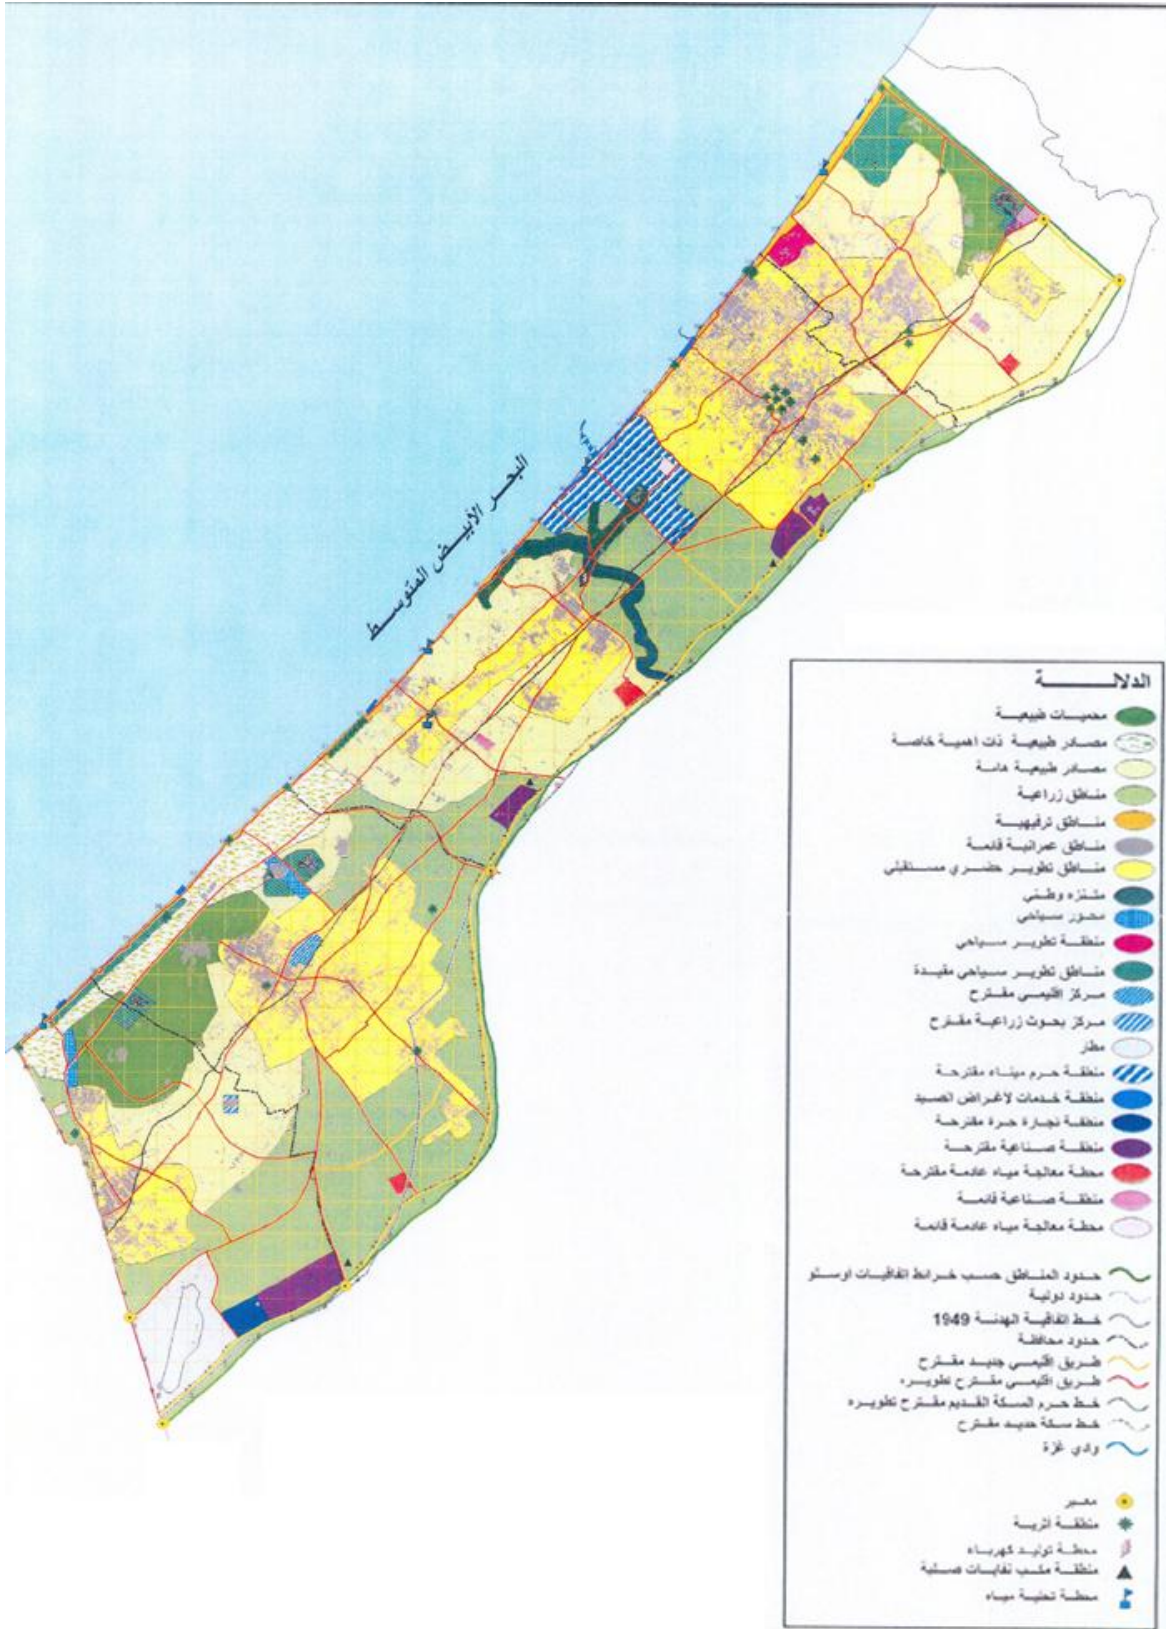 البحر الأبيض المتوسط
الدلالة
محميات طبيعية
مصادر طبيعية ذات اهمية خاصة
مصادر طبيعية هامة
مناطق زراعية
مناطق ترفيهية
مناطق عمرانية قائمة
مناطق تطوير حضري مستقبلي
منتزه وطني
محور سياحي
منطقة تطوير سياحي
مناطق تطوير سياحي مقيدة
مركز اقليمي مقترح
مركز بحوث زراعية مقترح
مطار
منطقة حرم ميناء مقترحة
منطقة خدمات لأغراض الصيد
منطقة تجارة حرة مقترحة
منطقة صناعية مقترحة
محطة معالجة مياه عادمة مقترحة
منطقة صناعية قائمة
محطة معالجة مياه عادمة قائمة
حدود المناطق حسب خرائط اتفاقيات اوسلو
حدود دولية
خط اتفاقية الهدنة 1949
حدود محافظة
طريق اقليمي جديد مقترح
طريق اقليمي مقترح تطويره
خط حرم السكة القديم مقترح تطويره
خط سكة حديد مقترح
وادي غزة
معبر
منطقة أثرية
محطة توليد كهرباء
منطقة مكب نفايات صلبة
محطة تحلية مياه